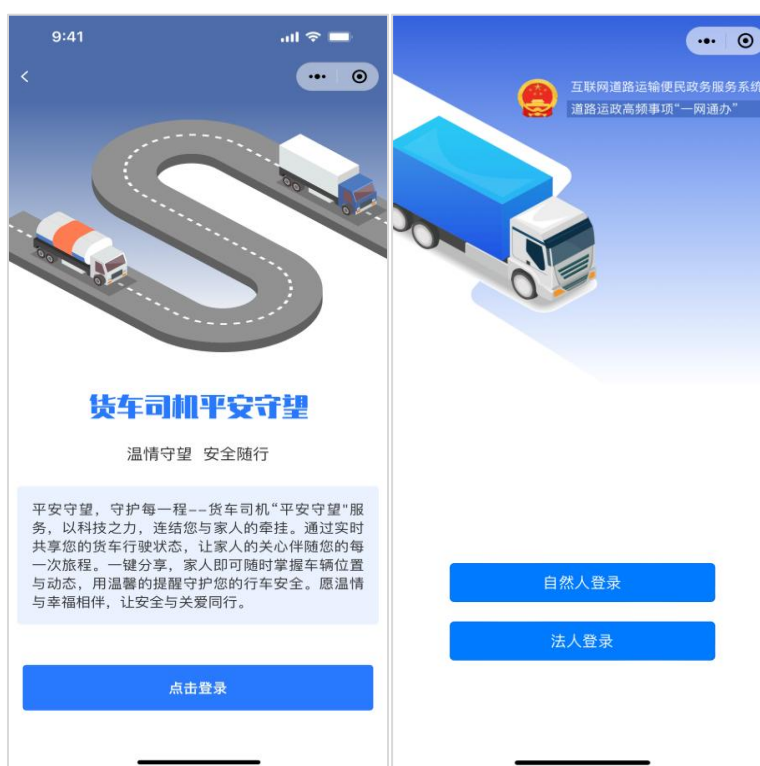 9:41
货车司机平安守望
温情守望 安全随行
平安守望，守护每一程--货车司机“平安守望"服
务，以科技之力，连结您与家人的牵挂。通过实时
共享您的货车行驶状态，让家人的关心伴随您的每
一次旅程。一键分享，家人即可随时掌握车辆位置
与动态，用温馨的提醒守护您的行车安全。愿温情
与幸福相伴，让安全与关爱同行。
点击登录
互联网道路运输便民政务服务系统
道路运政高频事项“一网通办”
自然人登录
法人登录